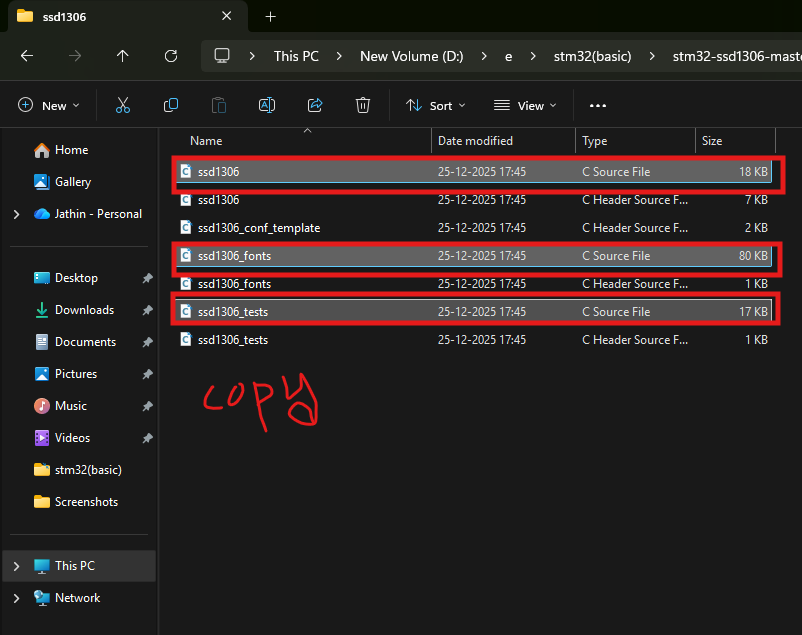 ssd1306
This PC New Volume (D:) e stm32(basic) stm32-ssd1306-maste
New Sort View
Name Date modified Type Size
Home
Gallery
Jathin - Personal
Desktop
Downloads
Documents
Pictures
Music
Videos
stm32(basic)
Screenshots
This PC
Network
ssd1306 25-12-2025 17:45 C Source File 18 KB
ssd1306 25-12-2025 17:45 C Header Source F... 7 KB
ssd1306_conf_template 25-12-2025 17:45 C Header Source F... 2 KB
ssd1306_fonts 25-12-2025 17:45 C Source File 80 KB
ssd1306_fonts 25-12-2025 17:45 C Header Source F... 1 KB
ssd1306_tests 25-12-2025 17:45 C Source File 17 KB
ssd1306_tests 25-12-2025 17:45 C Header Source F... 1 KB
copy